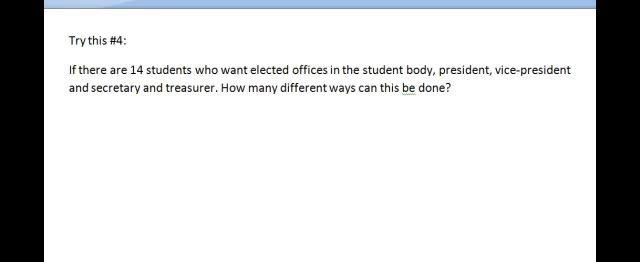 Try this #4:
If there are 14 students who want elected offices in the student body, president, vice-president
and secretary and treasurer. How many different ways can this be done?